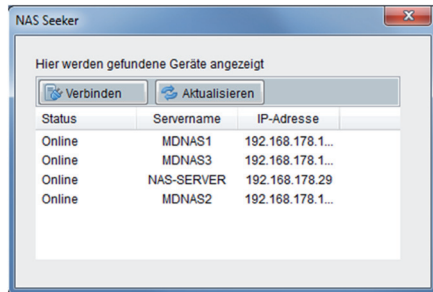 NAS Seeker
Hier werden gefundene Geräte angezeigt
Verbinden Aktualisieren
Status Servername IP-Adresse
Online MDNAS1 192.168.178.1...
Online MDNAS3 192.168.178.1...
Online NAS-SERVER 192.168.178.29
Online MDNAS2 192.168.178.1...